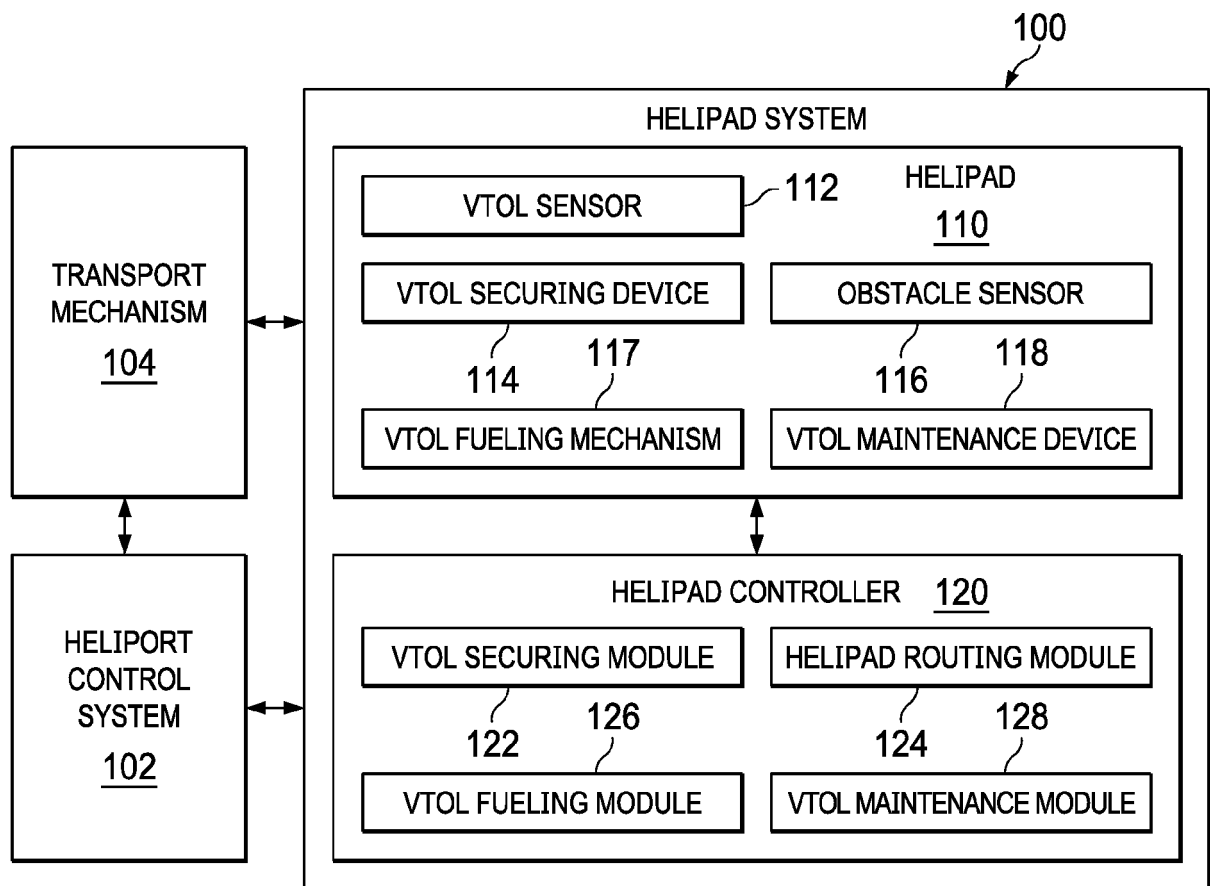 100
HELIPAD SYSTEM
VTOL SENSOR
112
HELIPAD
110
TRANSPORT
MECHANISM
104
VTOL SECURING DEVICE
114
OBSTACLE SENSOR
116
117
VTOL FUELING MECHANISM
118
VTOL MAINTENANCE DEVICE
HELIPORT
CONTROL
SYSTEM
102
HELIPAD CONTROLLER 120
VTOL SECURING MODULE
122
HELIPAD ROUTING MODULE
124
126
VTOL FUELING MODULE
128
VTOL MAINTENANCE MODULE